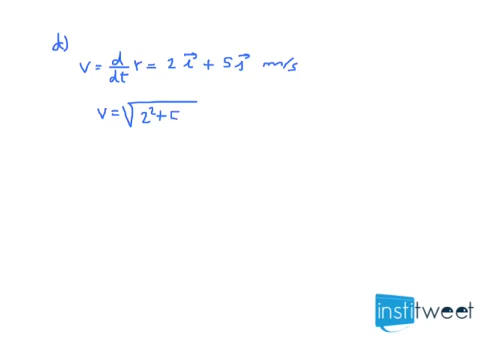 d)
v = d/dt r = 2 i⃗ + 5 j⃗ m/s
v = √(2² + 5
institweet